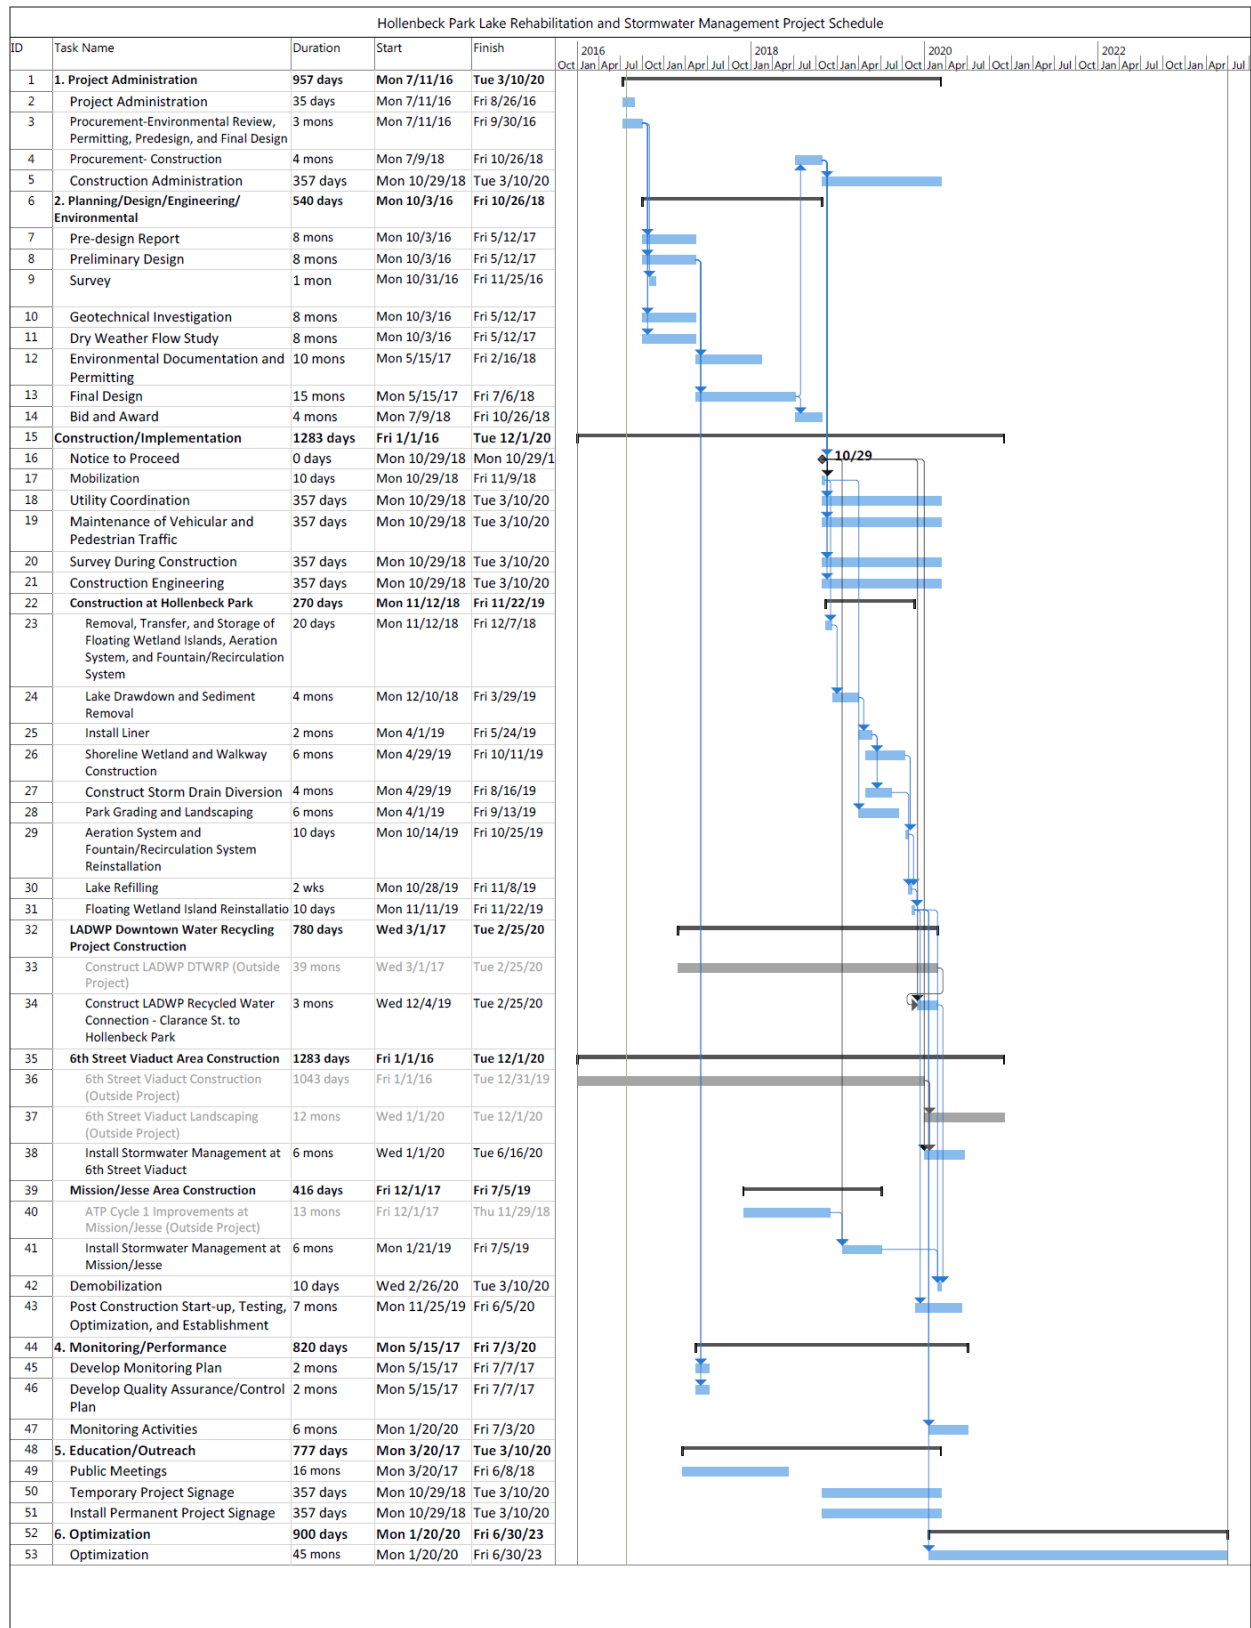 Hollenbeck Park Lake Rehabilitation and Stormwater Management Project Schedule
ID Task Name Duration Start Finish 2016 2018 2020 2022
Oct Jan Apr Jul Oct Jan Apr Jul Oct Jan Apr Jul Oct Jan Apr Jul Oct Jan Apr Jul Oct Jan Apr Jul Oct Jan Apr Jul Oct Jan Apr Jul
1 1. Project Administration 957 days Mon 7/11/16 Tue 3/10/20
2 Project Administration 35 days Mon 7/11/16 Fri 8/26/16
3 Procurement-Environmental Review, 3 mons Mon 7/11/16 Fri 9/30/16
Permitting, Predesign, and Final Design
4 Procurement- Construction 4 mons Mon 7/9/18 Fri 10/26/18
5 Construction Administration 357 days Mon 10/29/18 Tue 3/10/20
6 2. Planning/Design/Engineering/ 540 days Mon 10/3/16 Fri 10/26/18
Environmental
7 Pre-design Report 8 mons Mon 10/3/16 Fri 5/12/17
8 Preliminary Design 8 mons Mon 10/3/16 Fri 5/12/17
9 Survey 1 mon Mon 10/31/16 Fri 11/25/16
10 Geotechnical Investigation 8 mons Mon 10/3/16 Fri 5/12/17
11 Dry Weather Flow Study 8 mons Mon 10/3/16 Fri 5/12/17
12 Environmental Documentation and 10 mons Mon 5/15/17 Fri 2/16/18
Permitting
13 Final Design 15 mons Mon 5/15/17 Fri 7/6/18
14 Bid and Award 4 mons Mon 7/9/18 Fri 10/26/18
15 Construction/Implementation 1283 days Fri 1/1/16 Tue 12/1/20
16 Notice to Proceed 0 days Mon 10/29/18 Mon 10/29/1 10/29
17 Mobilization 10 days Mon 10/29/18 Fri 11/9/18
18 Utility Coordination 357 days Mon 10/29/18 Tue 3/10/20
19 Maintenance of Vehicular and 357 days Mon 10/29/18 Tue 3/10/20
Pedestrian Traffic
20 Survey During Construction 357 days Mon 10/29/18 Tue 3/10/20
21 Construction Engineering 357 days Mon 10/29/18 Tue 3/10/20
22 Construction at Hollenbeck Park 270 days Mon 11/12/18 Fri 11/22/19
23 Removal, Transfer, and Storage of 20 days Mon 11/12/18 Fri 12/7/18
Floating Wetland Islands, Aeration
System, and Fountain/Recirculation
System
24 Lake Drawdown and Sediment 4 mons Mon 12/10/18 Fri 3/29/19
Removal
25 Install Liner 2 mons Mon 4/1/19 Fri 5/24/19
26 Shoreline Wetland and Walkway 6 mons Mon 4/29/19 Fri 10/11/19
Construction
27 Construct Storm Drain Diversion 4 mons Mon 4/29/19 Fri 8/16/19
28 Park Grading and Landscaping 6 mons Mon 4/1/19 Fri 9/13/19
29 Aeration System and 10 days Mon 10/14/19 Fri 10/25/19
Fountain/Recirculation System
Reinstallation
30 Lake Refilling 2 wks Mon 10/28/19 Fri 11/8/19
31 Floating Wetland Island Reinstallatio 10 days Mon 11/11/19 Fri 11/22/19
32 LADWP Downtown Water Recycling 780 days Wed 3/1/17 Tue 2/25/20
Project Construction
33 Construct LADWP DTWRP (Outside 39 mons Wed 3/1/17 Tue 2/25/20
Project)
34 Construct LADWP Recycled Water 3 mons Wed 12/4/19 Tue 2/25/20
Connection - Clarance St. to
Hollenbeck Park
35 6th Street Viaduct Area Construction 1283 days Fri 1/1/16 Tue 12/1/20
36 6th Street Viaduct Construction 1043 days Fri 1/1/16 Tue 12/31/19
(Outside Project)
37 6th Street Viaduct Landscaping 12 mons Wed 1/1/20 Tue 12/1/20
(Outside Project)
38 Install Stormwater Management at 6 mons Wed 1/1/20 Tue 6/16/20
6th Street Viaduct
39 Mission/Jesse Area Construction 416 days Fri 12/1/17 Fri 7/5/19
40 ATP Cycle 1 Improvements at 13 mons Fri 12/1/17 Thu 11/29/18
Mission/Jesse (Outside Project)
41 Install Stormwater Management at 6 mons Mon 1/21/19 Fri 7/5/19
Mission/Jesse
42 Demobilization 10 days Wed 2/26/20 Tue 3/10/20
43 Post Construction Start-up, Testing, 7 mons Mon 11/25/19 Fri 6/5/20
Optimization, and Establishment
44 4. Monitoring/Performance 820 days Mon 5/15/17 Fri 7/3/20
45 Develop Monitoring Plan 2 mons Mon 5/15/17 Fri 7/7/17
46 Develop Quality Assurance/Control 2 mons Mon 5/15/17 Fri 7/7/17
Plan
47 Monitoring Activities 6 mons Mon 1/20/20 Fri 7/3/20
48 5. Education/Outreach 777 days Mon 3/20/17 Tue 3/10/20
49 Public Meetings 16 mons Mon 3/20/17 Fri 6/8/18
50 Temporary Project Signage 357 days Mon 10/29/18 Tue 3/10/20
51 Install Permanent Project Signage 357 days Mon 10/29/18 Tue 3/10/20
52 6. Optimization 900 days Mon 1/20/20 Fri 6/30/23
53 Optimization 45 mons Mon 1/20/20 Fri 6/30/23